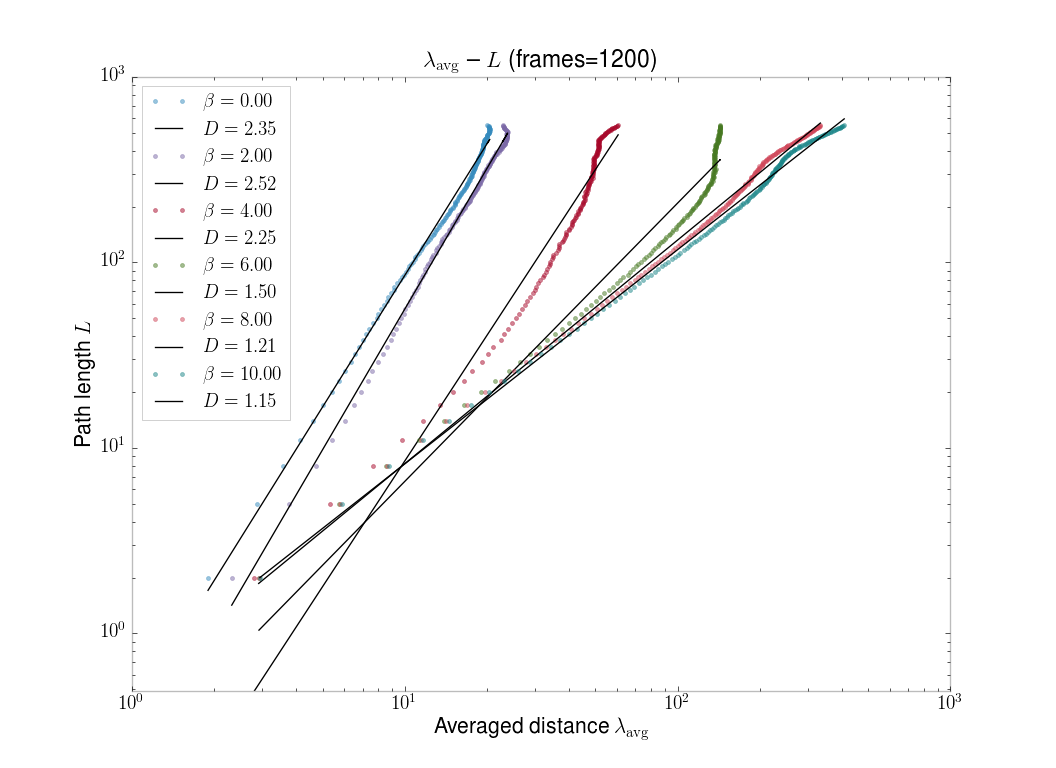 λavg − L (frames=1200)
10³
β = 0.00
D = 2.35
β = 2.00
D = 2.52
β = 4.00
D = 2.25
β = 6.00
D = 1.50
β = 8.00
D = 1.21
β = 10.00
D = 1.15
10²
Path length L
10¹
10⁰
10⁰ 10¹ 10² 10³
Averaged distance λavg